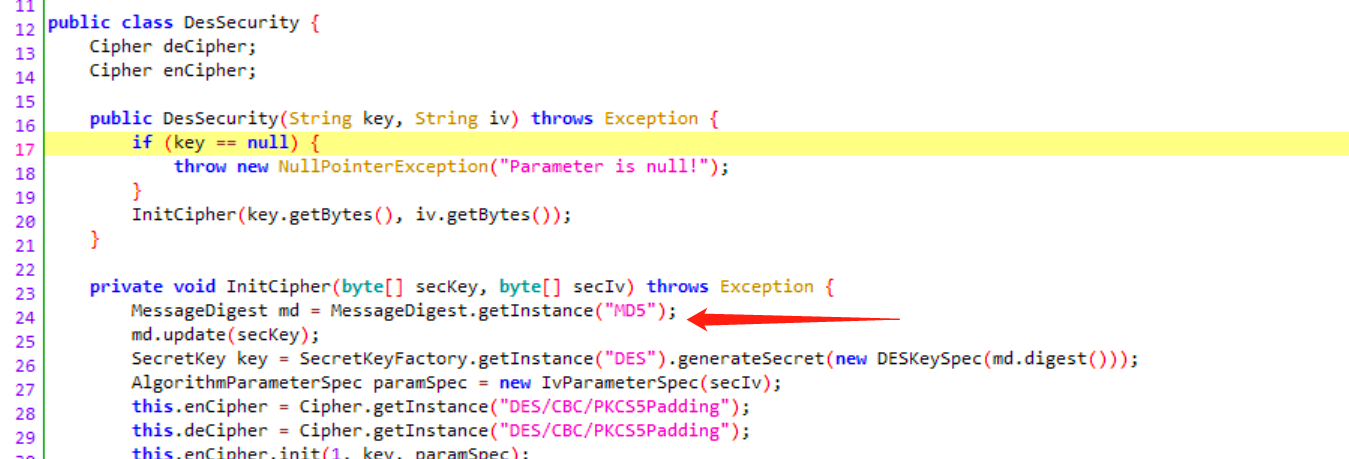 11
12 public class DesSecurity {
13     Cipher deCipher;
14     Cipher enCipher;
15
16     public DesSecurity(String key, String iv) throws Exception {
17         if (key == null) {
18             throw new NullPointerException("Parameter is null!");
19         }
20         InitCipher(key.getBytes(), iv.getBytes());
21     }
22
23     private void InitCipher(byte[] secKey, byte[] secIv) throws Exception {
24         MessageDigest md = MessageDigest.getInstance("MD5");
25         md.update(secKey);
26         SecretKey key = SecretKeyFactory.getInstance("DES").generateSecret(new DESKeySpec(md.digest()));
27         AlgorithmParameterSpec paramSpec = new IvParameterSpec(secIv);
28         this.enCipher = Cipher.getInstance("DES/CBC/PKCS5Padding");
29         this.deCipher = Cipher.getInstance("DES/CBC/PKCS5Padding");
        this.enCipher.init(1, key, paramSpec);